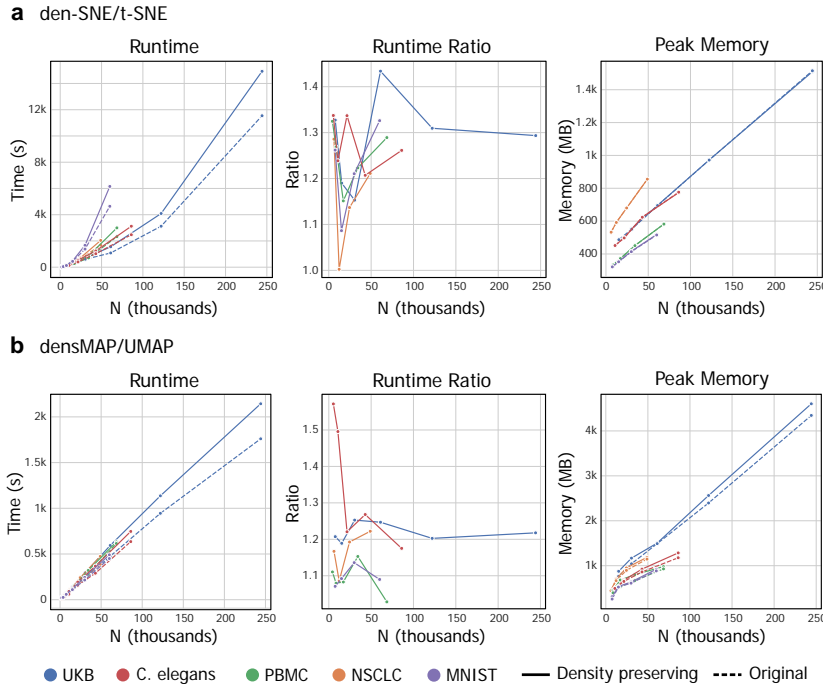 a den-SNE/t-SNE
Runtime
Runtime Ratio
Peak Memory
Time (s)
12k
8k
4k
0
0 50 100 150 200 250
N (thousands)
Ratio
1.4
1.3
1.2
1.1
1.0
0 50 100 150 200 250
N (thousands)
Memory (MB)
1.4k
1.2k
1k
800
600
400
0 50 100 150 200 250
N (thousands)
b densMAP/UMAP
Runtime
Runtime Ratio
Peak Memory
Time (s)
2k
1.5k
1k
0.5k
0
0 50 100 150 200 250
N (thousands)
Ratio
1.5
1.4
1.3
1.2
1.1
0 50 100 150 200 250
N (thousands)
Memory (MB)
4k
3k
2k
1k
0 50 100 150 200 250
N (thousands)
UKB C. elegans PBMC NSCLC MNIST Density preserving Original